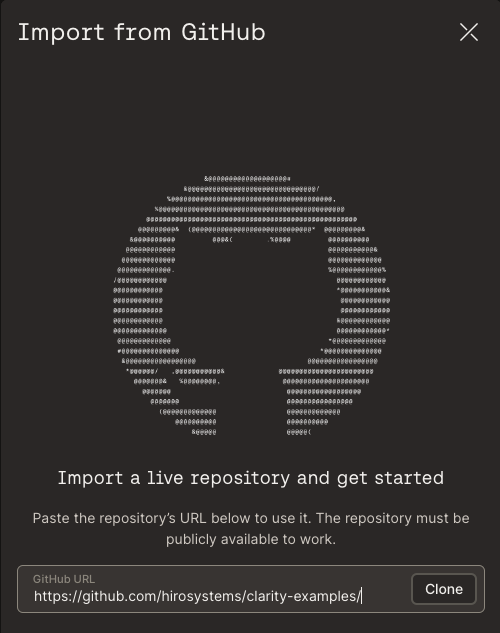 Import from GitHub
Import a live repository and get started
Paste the repository's URL below to use it. The repository must be
publicly available to work.
GitHub URL
https://github.com/hirosystems/clarity-examples/
Clone